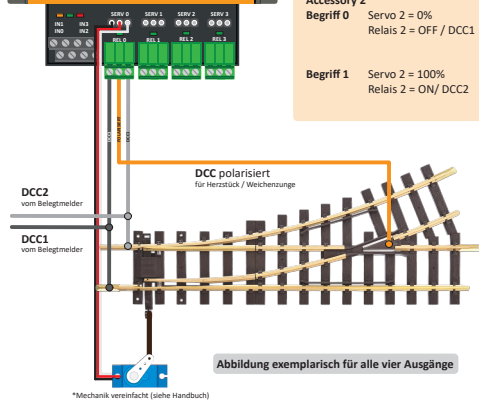 SERV 0 SERV 1 SERV 2 SERV 3
IN1 IN3
IN0 IN2
REL 0 REL 1 REL 2 REL 3
Accessory 2
Begriff 0 Servo 2 = 0%
Relais 2 = OFF / DCC1
Begriff 1 Servo 2 = 100%
Relais 2 = ON/ DCC2
DCC polarisiert
für Herzstück / Weichenzunge
DCC2
vom Belegtmelder
DCC1
vom Belegtmelder
Abbildung exemplarisch für alle vier Ausgänge
*Mechanik vereinfacht (siehe Handbuch)